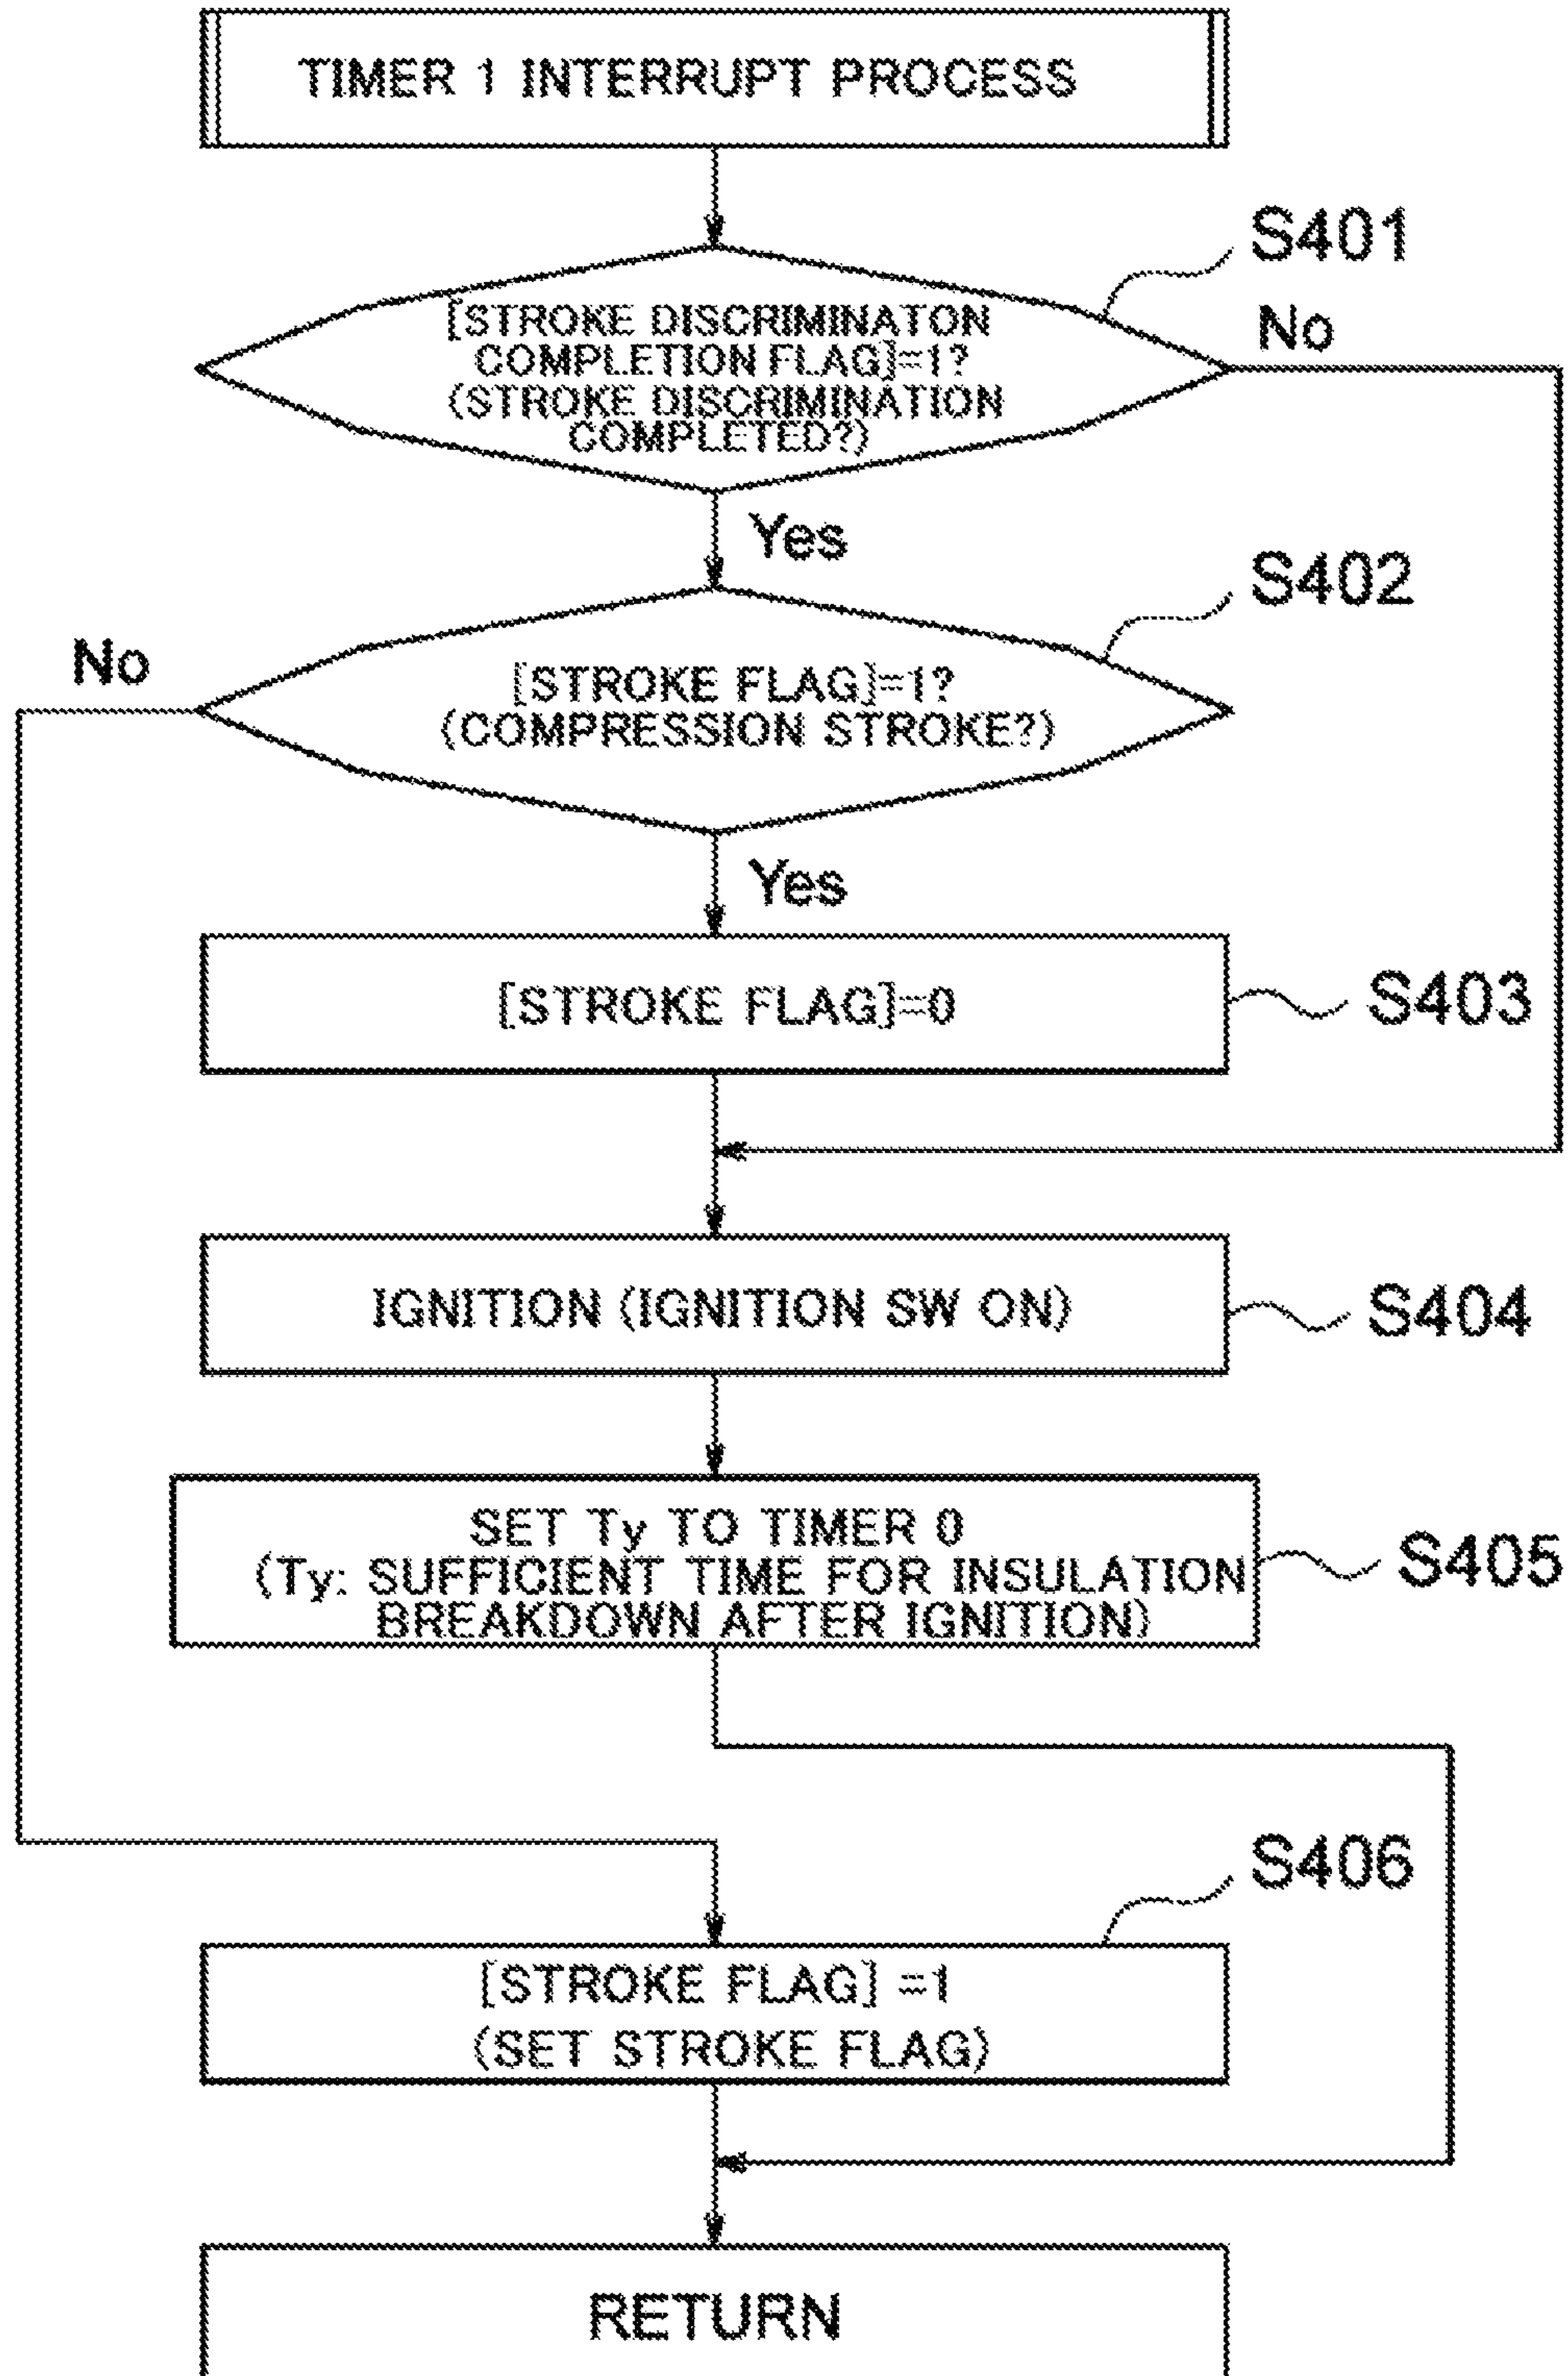 TIMER 1 INTERRUPT PROCESS
S401
[STROKE DISCRIMINATON
COMPLETION FLAG]=1?
(STROKE DISCRIMINATION
COMPLETED?)
No
Yes
S402
No
[STROKE FLAG]=1?
(COMPRESSION STROKE?)
Yes
[STROKE FLAG]=0
S403
IGNITION (IGNITION SW ON)
S404
SET Ty TO TIMER 0
(Ty: SUFFICIENT TIME FOR INSULATION
BREAKDOWN AFTER IGNITION)
S405
S406
[STROKE FLAG] =1
(SET STROKE FLAG)
RETURN